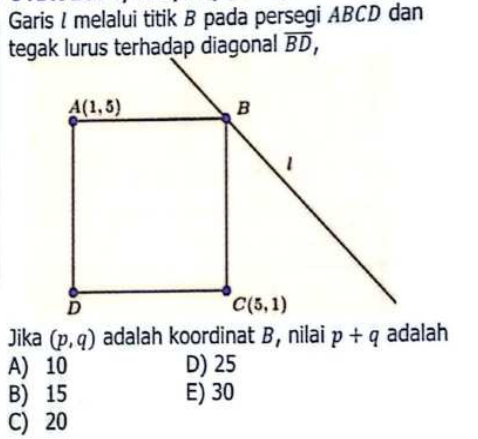 Garis l melalui titik B pada persegi ABCD dan
tegak lurus terhadap diagonal \overline{BD},
A(1,5)
B
l
D
C(5,1)
Jika (p, q) adalah koordinat B, nilai p + q adalah
A) 10
D) 25
B) 15
E) 30
C) 20